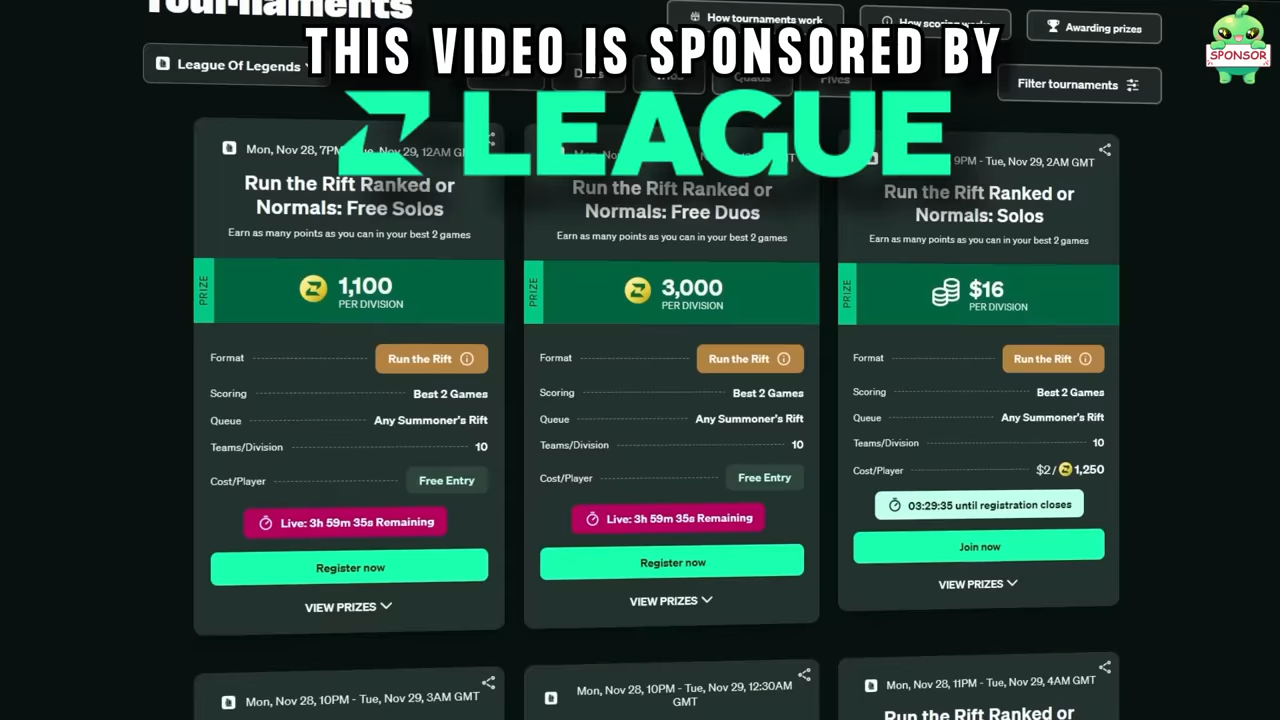 Tournaments
How tournaments work
How scoring works
Awarding prizes
THIS VIDEO IS SPONSORED BY
Z LEAGUE
SPONSOR
League Of Legends
Filter tournaments
Mon, Nov 28, 7PM - Tue, Nov 29, 12AM GMT
Run the Rift Ranked or
Normals: Free Solos
Earn as many points as you can in your best 2 games
PRIZE
1,100
PER DIVISION
Format
Run the Rift
Scoring
Best 2 Games
Queue
Any Summoner's Rift
Teams/Division
10
Cost/Player
Free Entry
Live: 3h 59m 35s Remaining
Register now
VIEW PRIZES
Run the Rift Ranked or
Normals: Free Duos
Earn as many points as you can in your best 2 games
PRIZE
3,000
PER DIVISION
Format
Run the Rift
Scoring
Best 2 Games
Queue
Any Summoner's Rift
Teams/Division
10
Cost/Player
Free Entry
Live: 3h 59m 35s Remaining
Register now
VIEW PRIZES
9PM - Tue, Nov 29, 2AM GMT
Run the Rift Ranked or
Normals: Solos
Earn as many points as you can in your best 2 games
PRIZE
$16
PER DIVISION
Format
Run the Rift
Scoring
Best 2 Games
Queue
Any Summoner's Rift
Teams/Division
10
Cost/Player
$2 / 1,250
03:29:35 until registration closes
Join now
VIEW PRIZES
Mon, Nov 28, 10PM - Tue, Nov 29, 3AM GMT
Mon, Nov 28, 10PM - Tue, Nov 29, 12:30AM
GMT
Mon, Nov 28, 11PM - Tue, Nov 29, 4AM GMT
Run the Rift Ranked or